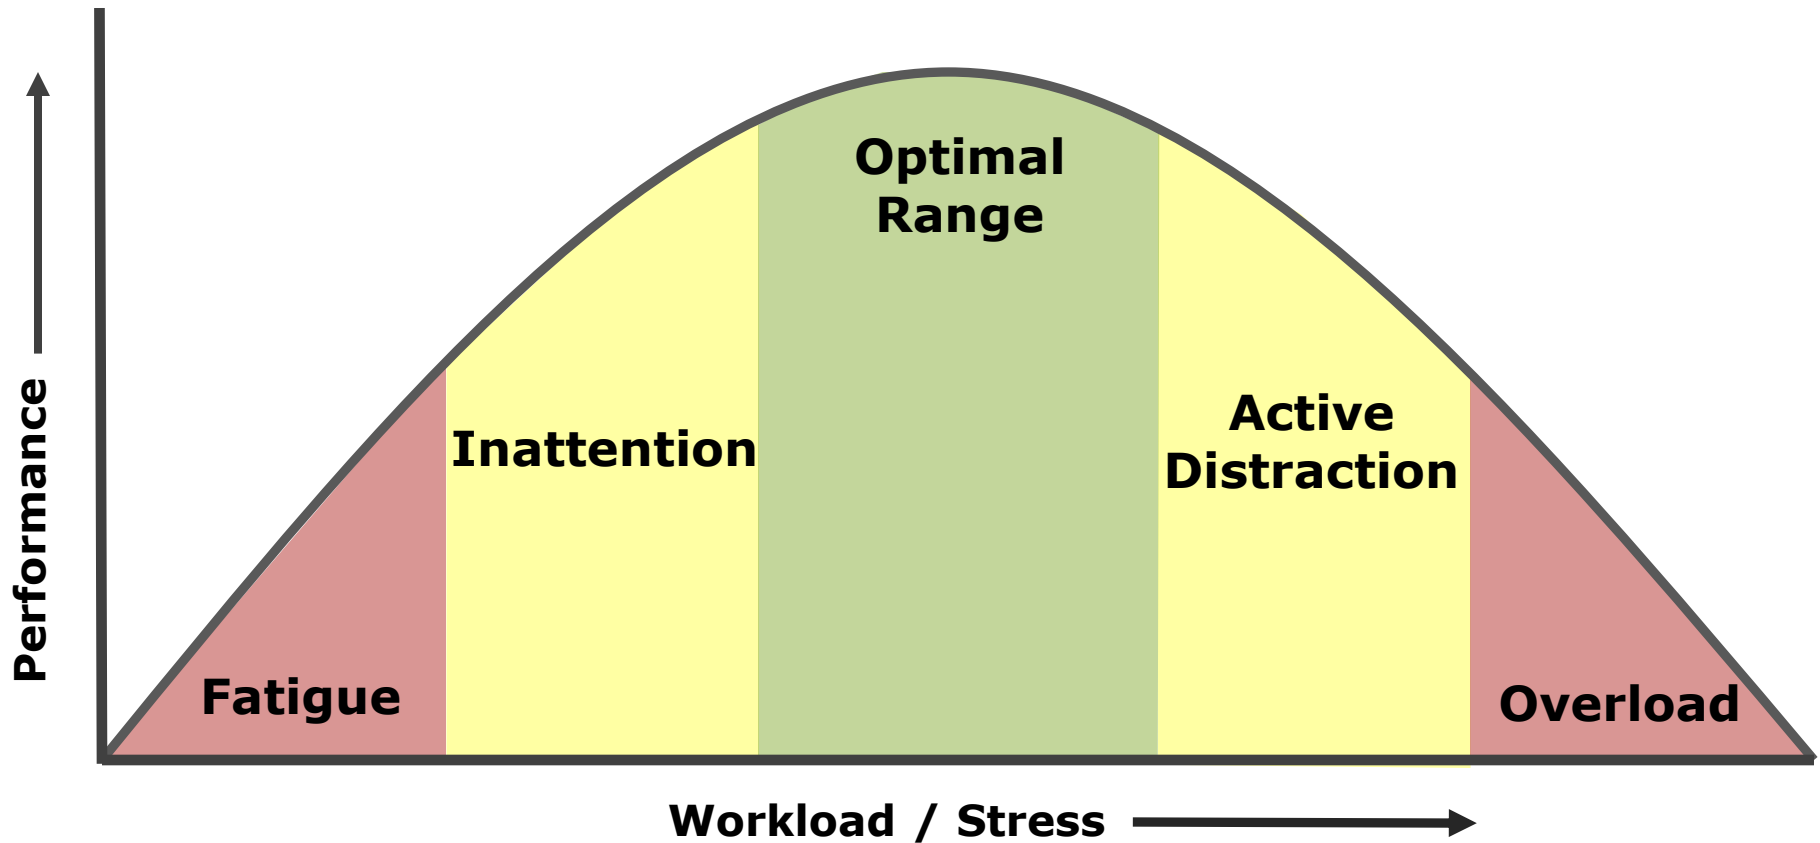 Performance
Optimal
Range
Inattention
Active
Distraction
Fatigue
Overload
Workload / Stress